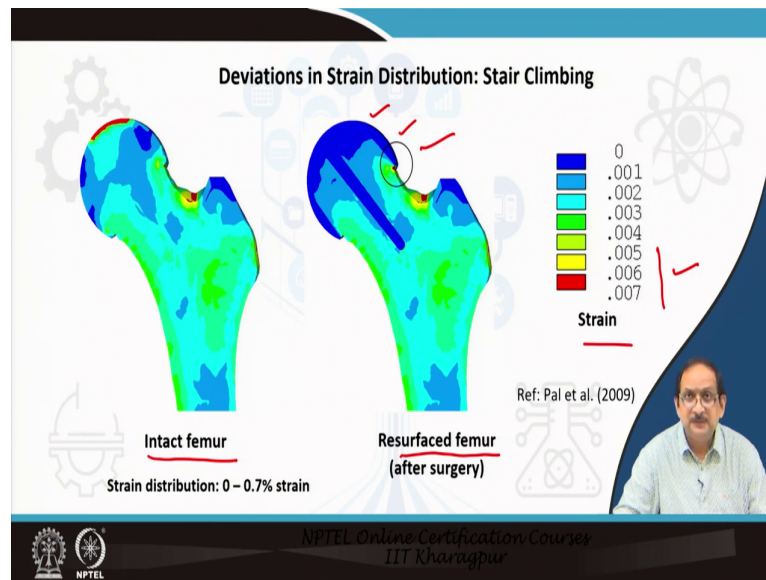 Deviations in Strain Distribution: Stair Climbing
0
.001
.002
.003
.004
.005
.006
.007
Strain
Ref: Pal et al. (2009)
Intact femur
Resurfaced femur
(after surgery)
Strain distribution: 0 – 0.7% strain
NPTEL
NPTEL Online Certification Courses
IIT Kharagpur